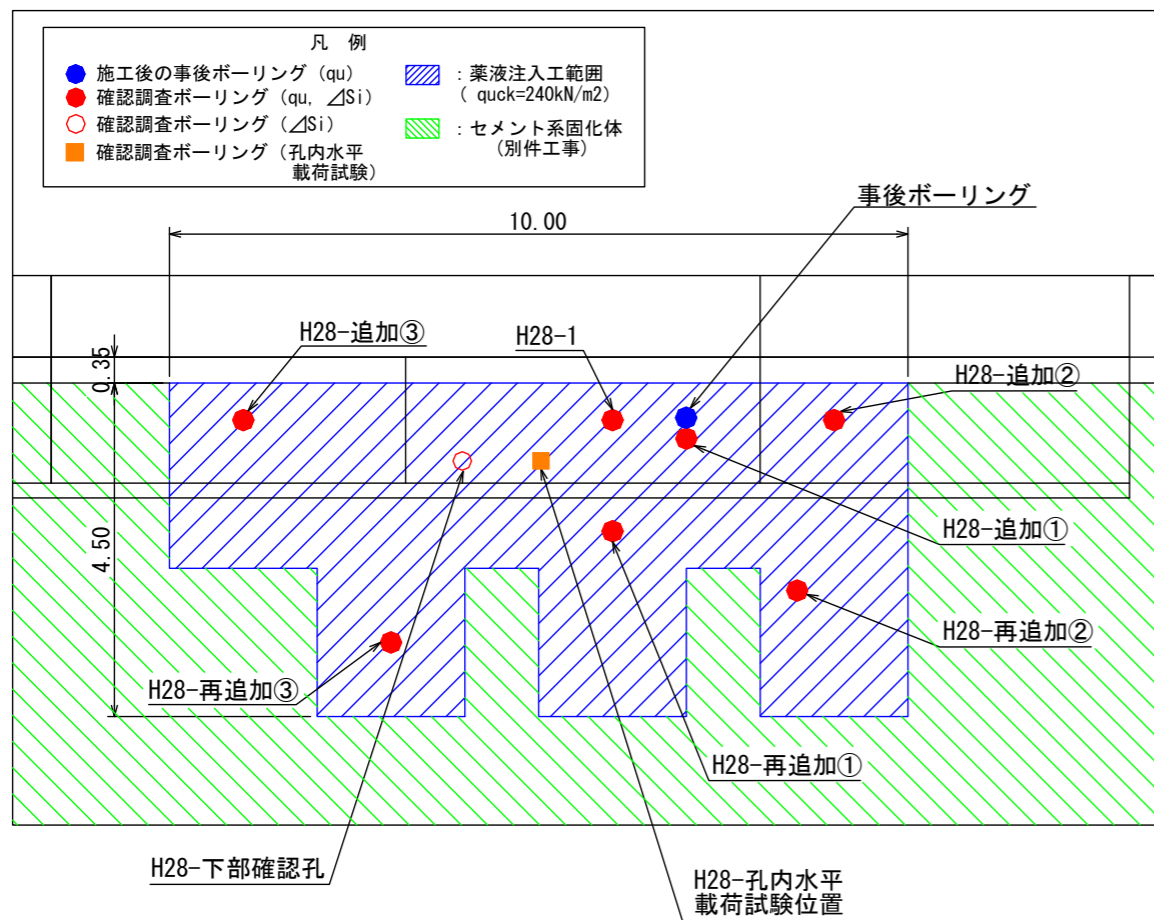 凡 例
施工後の事後ボーリング (qu)
確認調査ボーリング (qu, ⊿Si)
確認調査ボーリング (⊿Si)
確認調査ボーリング (孔内水平
載荷試験)
: 薬液注入工範囲
( quck=240kN/m2)
: セメント系固化体
(別件工事)
事後ボーリング
10.00
H28-追加③
H28-1
0.35
H28-追加②
H28-追加①
4.50
H28-再追加②
H28-再追加③
H28-再追加①
H28-下部確認孔
H28-孔内水平
載荷試験位置